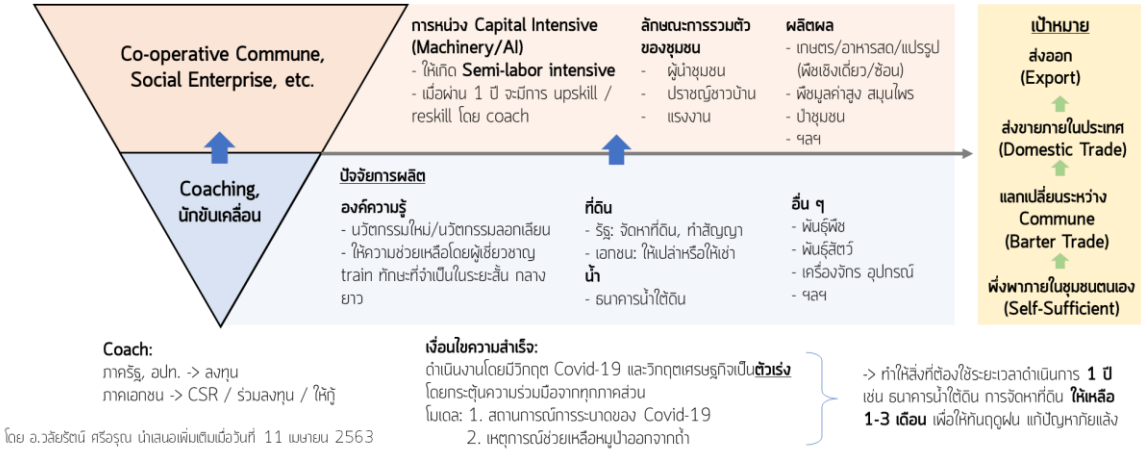 Co-operative Commune,
Social Enterprise, etc.
Coaching,
นักขับเคลื่อน
การหน่วง Capital Intensive
(Machinery/AI)
- ให้เกิด Semi-labor intensive
- เมื่อผ่าน 1 ปี จะมีการ upskill /
reskill โดย coach
ลักษณะการรวมตัว
ของชุมชน
- ผู้นำชุมชน
- ปราชญ์ชาวบ้าน
- แรงงาน
ผลิตผล
- เกษตร/อาหารสด/แปรรูป
(พืชเชิงเดี่ยว/ซ้อน)
- พืชมูลค่าสูง สมุนไพร
- ป่าชุมชน
- ฯลฯ
ปัจจัยการผลิต
องค์ความรู้
- นวัตกรรมใหม่/นวัตกรรมลอกเลียน
- ให้ความช่วยเหลือโดยผู้เชี่ยวชาญ
train ทักษะที่จำเป็นในระยะสั้น กลาง
ยาว
ที่ดิน
- รัฐ: จัดหาที่ดิน, ทำสัญญา
- เอกชน: ให้เปล่าหรือให้เช่า
น้ำ
- ธนาคารน้ำใต้ดิน
อื่น ๆ
- พันธุ์พืช
- พันธุ์สัตว์
- เครื่องจักร อุปกรณ์
- ฯลฯ
เป้าหมาย
ส่งออก
(Export)
ส่งขายภายในประเทศ
(Domestic Trade)
แลกเปลี่ยนระหว่าง
Commune
(Barter Trade)
พึ่งพาภายในชุมชนตนเอง
(Self-Sufficient)
Coach:
ภาครัฐ, อปท. -> ลงทุน
ภาคเอกชน -> CSR / ร่วมลงทุน / ให้กู้
เงื่อนไขความสำเร็จ:
ดำเนินงานโดยมีวิกฤต Covid-19 และวิกฤตเศรษฐกิจเป็นตัวเร่ง
โดยกระตุ้นความร่วมมือจากทุกภาคส่วน
โมเดล: 1. สถานการณ์การระบาดของ Covid-19
2. เหตุการณ์ช่วยเหลือหมูป่าออกจากถ้ำ
-> ทำให้สิ่งที่ต้องใช้ระยะเวลาดำเนินการ 1 ปี
เช่น ธนาคารน้ำใต้ดิน การจัดหาที่ดิน ให้เหลือ
1-3 เดือน เพื่อให้ทันฤดูฝน แก้ปัญหาภัยแล้ง
โดย อ.วลัยรัตน์ ศรีอรุณ นำเสนอเพิ่มเติมเมื่อวันที่ 11 เมษายน 2563